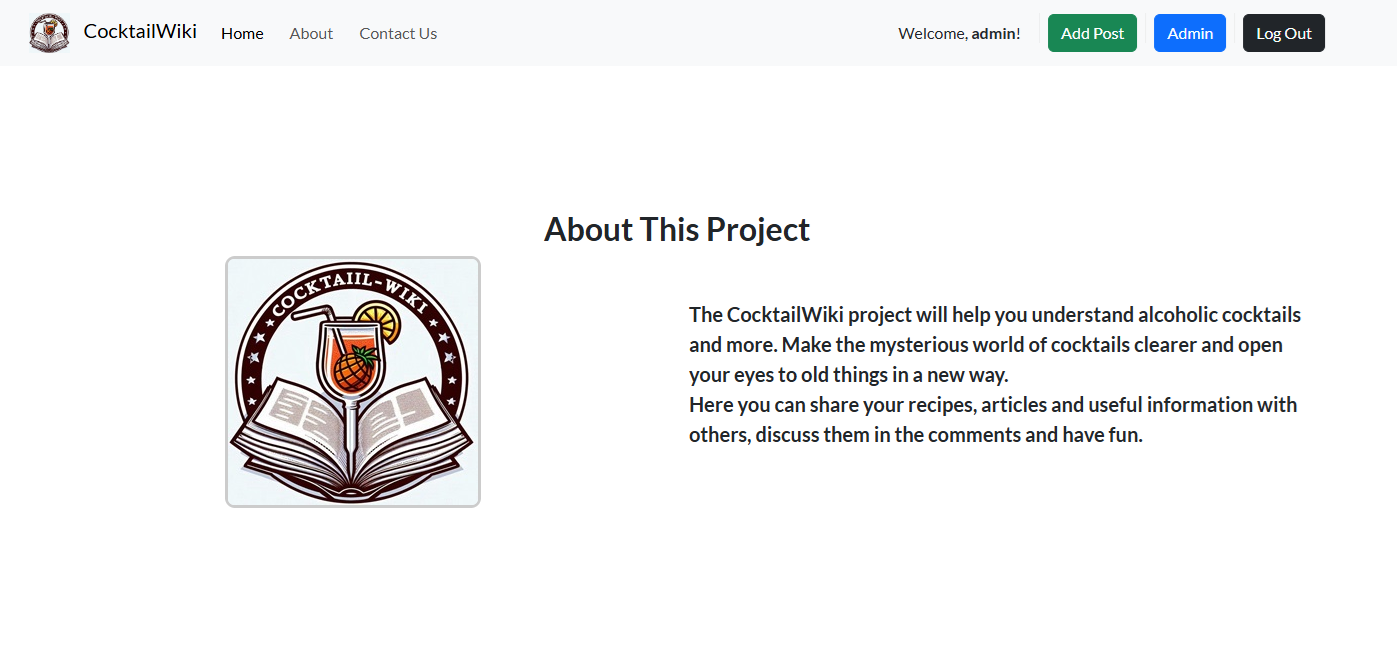 CocktailWiki Home About Contact Us Welcome, admin! Add Post Admin Log Out
About This Project
COCKTAIIL-WIKI
The CocktailWiki project will help you understand alcoholic cocktails
and more. Make the mysterious world of cocktails clearer and open
your eyes to old things in a new way.
Here you can share your recipes, articles and useful information with
others, discuss them in the comments and have fun.